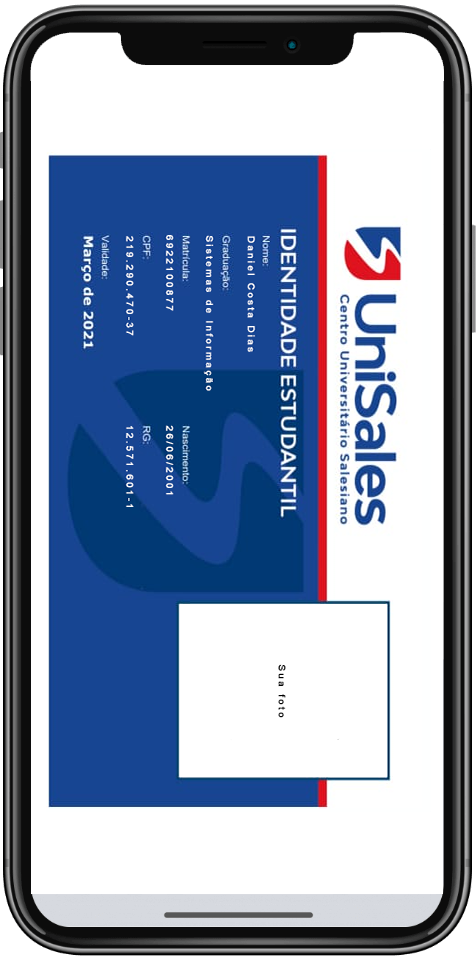 UniSales
Centro Universitário Salesiano
IDENTIDADE ESTUDANTIL
Nome:
Daniel Costa Dias
Graduação:
Sistemas de Informação
Matrícula: Nascimento:
6922100877 26/06/2001
CPF: RG:
219.290.470-37 12.571.601-1
Validade:
Março de 2021
Sua foto